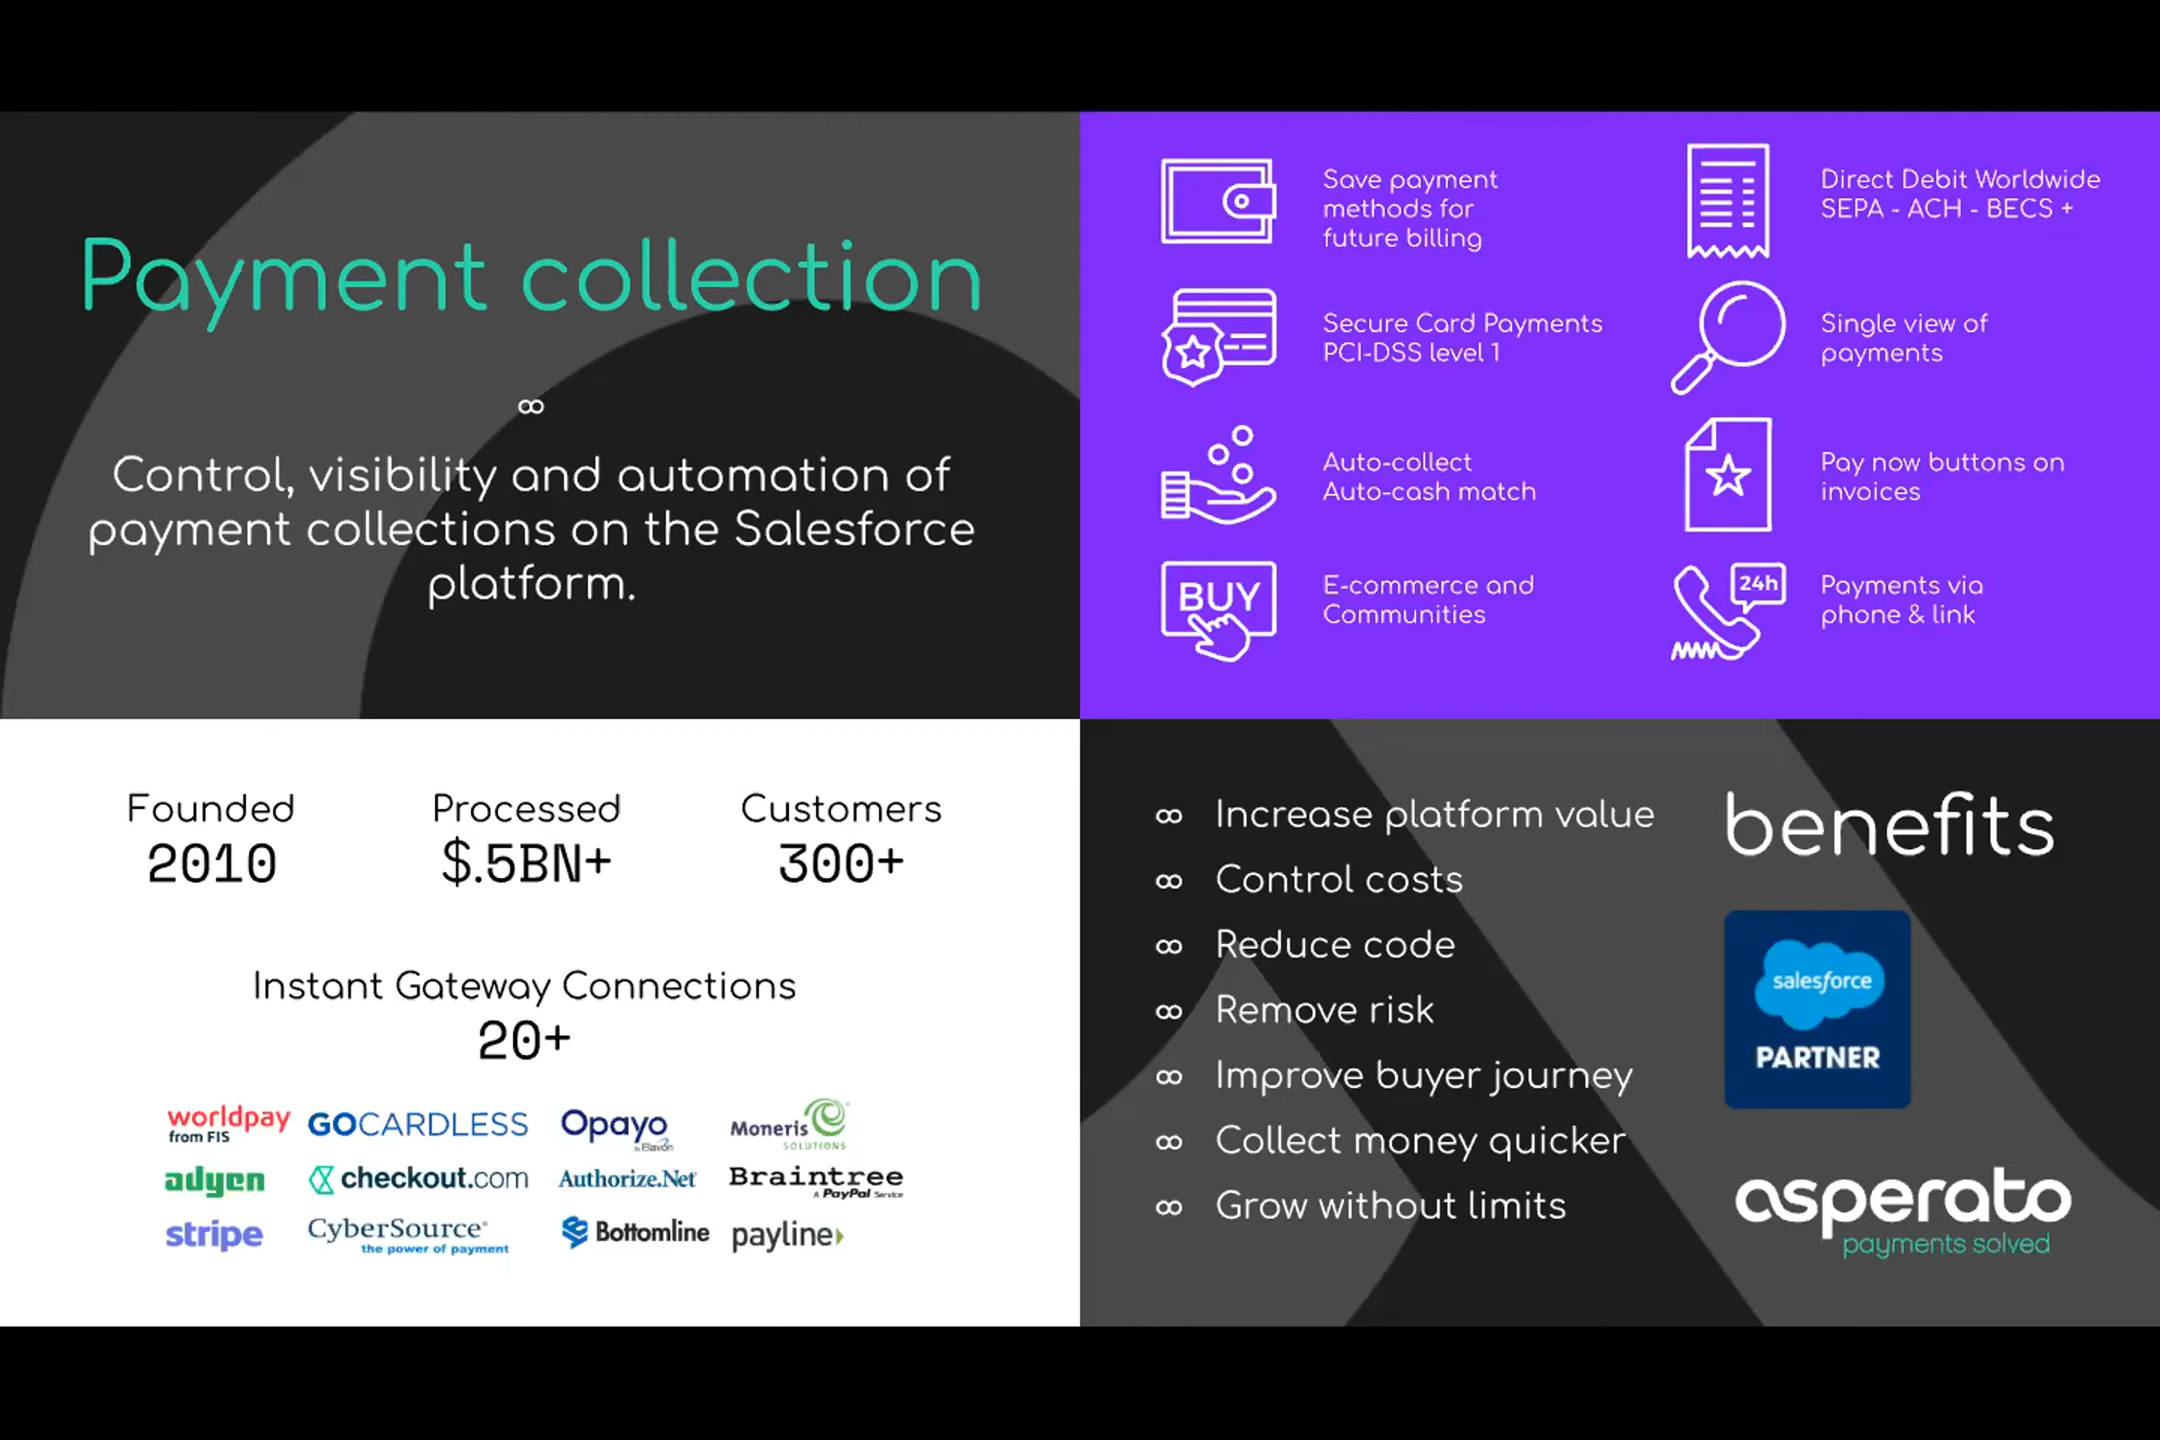 Payment collection
Control, visibility and automation of
payment collections on the Salesforce
platform.
Save payment
methods for
future billing
Direct Debit Worldwide
SEPA - ACH - BECS +
Secure Card Payments
PCI-DSS level 1
Single view of
payments
Auto-collect
Auto-cash match
Pay now buttons on
invoices
BUY
E-commerce and
Communities
24h
Payments via
phone & link
Founded
2010
Processed
$.5BN+
Customers
300+
Instant Gateway Connections
20+
worldpay
from FIS
GOCARDLESS
Opayo
by Elavon
Moneris
SOLUTIONS
adyen
checkout.com
Authorize.Net
Braintree
A PayPal Service
stripe
CyberSource®
the power of payment
Bottomline
payline
benefits
Increase platform value
Control costs
Reduce code
Remove risk
Improve buyer journey
Collect money quicker
Grow without limits
salesforce
PARTNER
asperato
payments solved